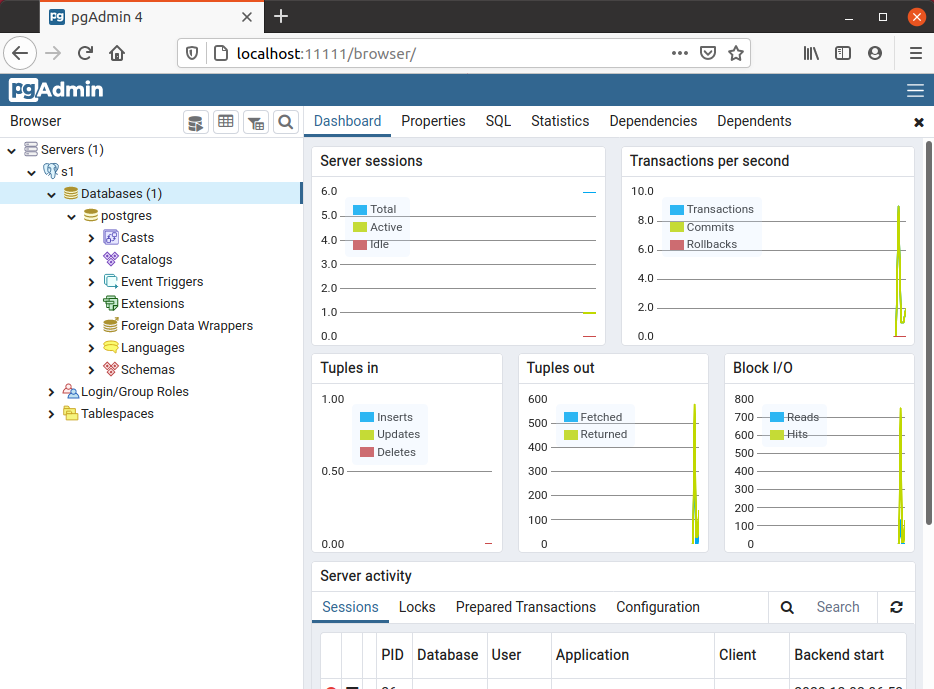 pgAdmin 4
localhost:11111/browser/
pgAdmin
Browser
Dashboard Properties SQL Statistics Dependencies Dependents
Servers (1)
s1
Databases (1)
postgres
Casts
Catalogs
Event Triggers
Extensions
Foreign Data Wrappers
Languages
Schemas
Login/Group Roles
Tablespaces
Server sessions
6.0
5.0
4.0
3.0
2.0
1.0
0.0
Total
Active
Idle
Transactions per second
10.0
8.0
6.0
4.0
2.0
0.0
Transactions
Commits
Rollbacks
Tuples in
1.00
0.50
0.00
Inserts
Updates
Deletes
Tuples out
600
500
400
300
200
100
0
Fetched
Returned
Block I/O
800
700
600
500
400
300
200
100
0
Reads
Hits
Server activity
Sessions Locks Prepared Transactions Configuration Search
PID Database User Application Client Backend start